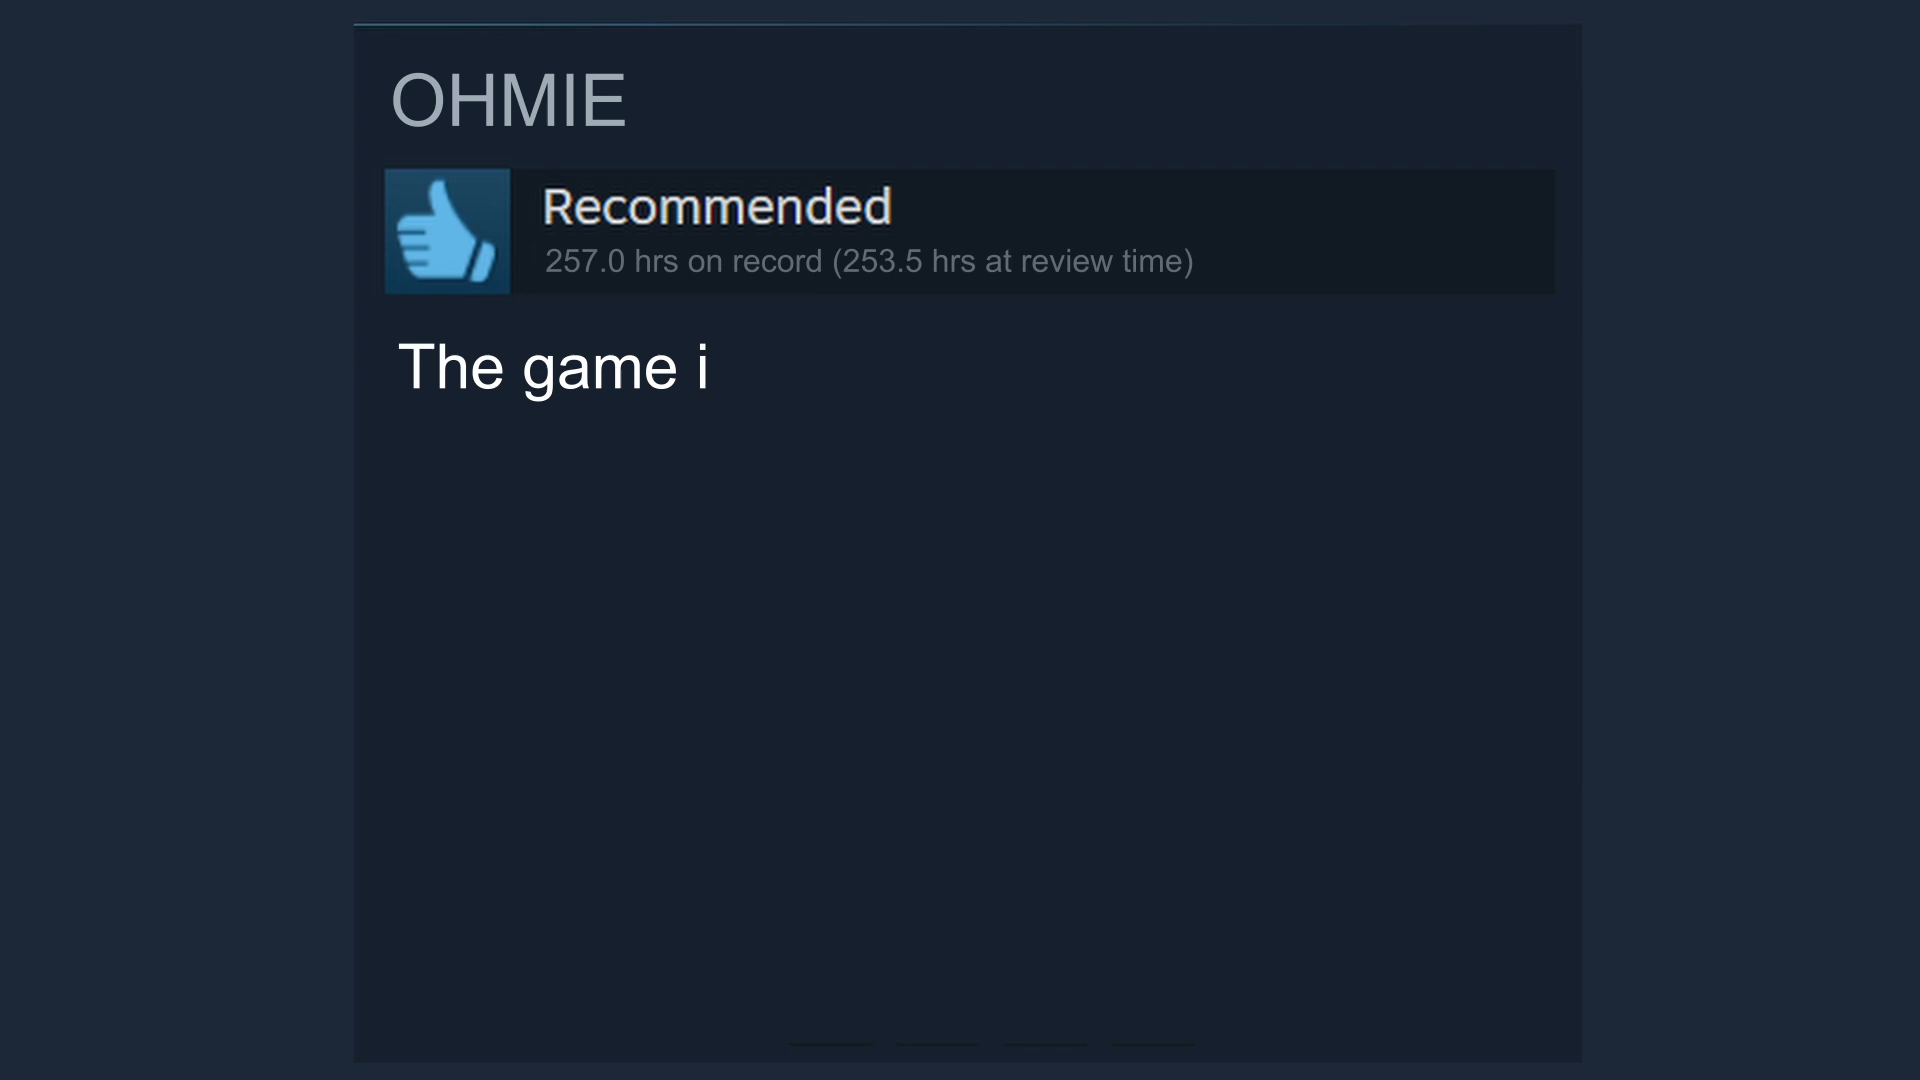 OHMIE
Recommended
257.0 hrs on record (253.5 hrs at review time)
The game i